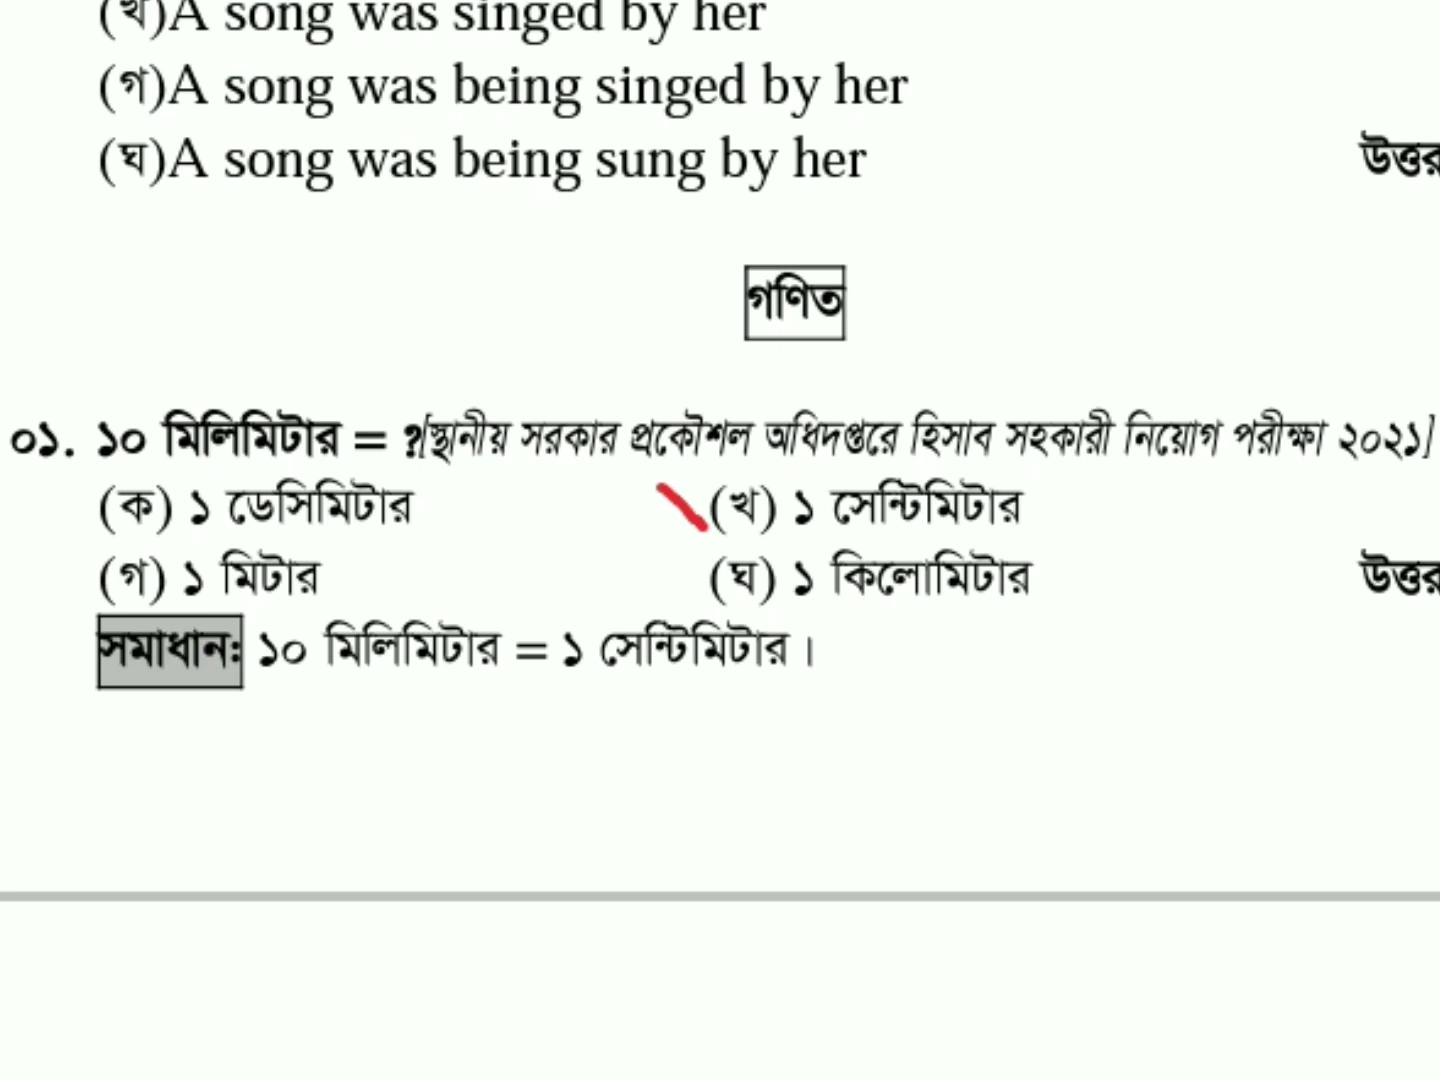 (খ)A song was singed by her
(গ)A song was being singed by her
(ঘ)A song was being sung by her উত্তর
গণিত
০১. ১০ মিলিমিটার = ?[স্থানীয় সরকার প্রকৌশল অধিদপ্তরে হিসাব সহকারী নিয়োগ পরীক্ষা ২০২১]
(ক) ১ ডেসিমিটার (খ) ১ সেন্টিমিটার
(গ) ১ মিটার (ঘ) ১ কিলোমিটার উত্তর
সমাধান: ১০ মিলিমিটার = ১ সেন্টিমিটার।